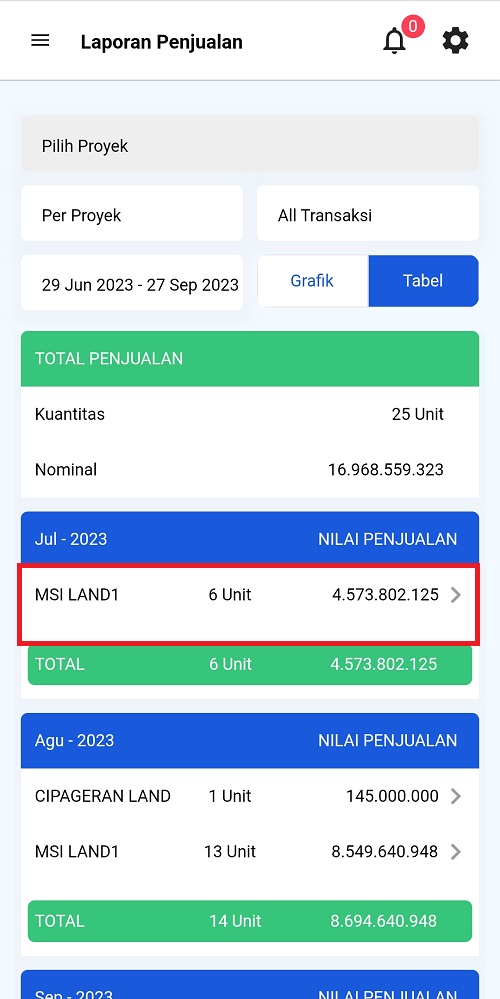 Laporan Penjualan 0
Pilih Proyek
Per Proyek All Transaksi
29 Jun 2023 - 27 Sep 2023 Grafik Tabel
TOTAL PENJUALAN
Kuantitas 25 Unit
Nominal 16.968.559.323
Jul - 2023 NILAI PENJUALAN
MSI LAND1 6 Unit 4.573.802.125
TOTAL 6 Unit 4.573.802.125
Agu - 2023 NILAI PENJUALAN
CIPAGERAN LAND 1 Unit 145.000.000
MSI LAND1 13 Unit 8.549.640.948
TOTAL 14 Unit 8.694.640.948
Sep - 2023 NILAI PENJUALAN